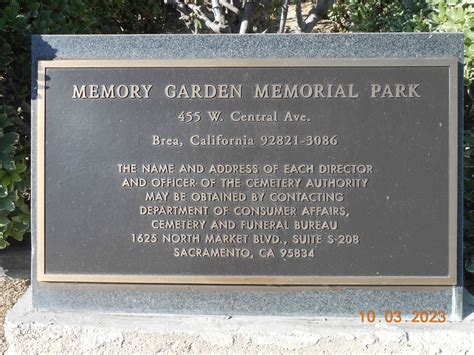 MEMORY GARDEN MEMORIAL PARK
455 W. Central Ave.
Brea, California 92821-3086
THE NAME AND ADDRESS OF EACH DIRECTOR
AND OFFICER OF THE CEMETERY AUTHORITY
MAY BE OBTAINED BY CONTACTING
DEPARTMENT OF CONSUMER AFFAIRS,
CEMETERY AND FUNERAL BUREAU
1625 NORTH MARKET BLVD., SUITE S-208
SACRAMENTO, CA 95834
10.03.2023